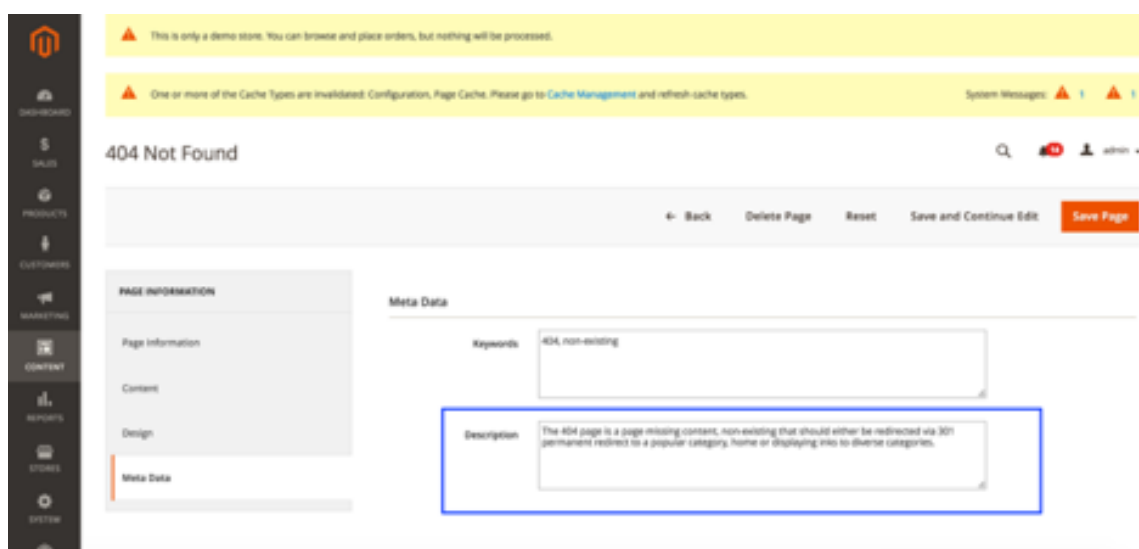 This is only a demo store. You can browse and place orders, but nothing will be processed.
One or more of the Cache Types are invalidated: Configuration, Page Cache. Please go to Cache Management and refresh cache types.
System Messages: 1 1
404 Not Found
admin
← Back Delete Page Reset Save and Continue Edit Save Page
DASHBOARD
$
SALES
PRODUCTS
CUSTOMERS
MARKETING
CONTENT
REPORTS
STORES
SYSTEM
PAGE INFORMATION
Page Information
Content
Design
Meta Data
Meta Data
Keywords
404, non-existing
Description
The 404 page is a page missing content, non-existing that should either be redirected via 301
permanent redirect to a popular category, home or displaying inks to diverse categories.